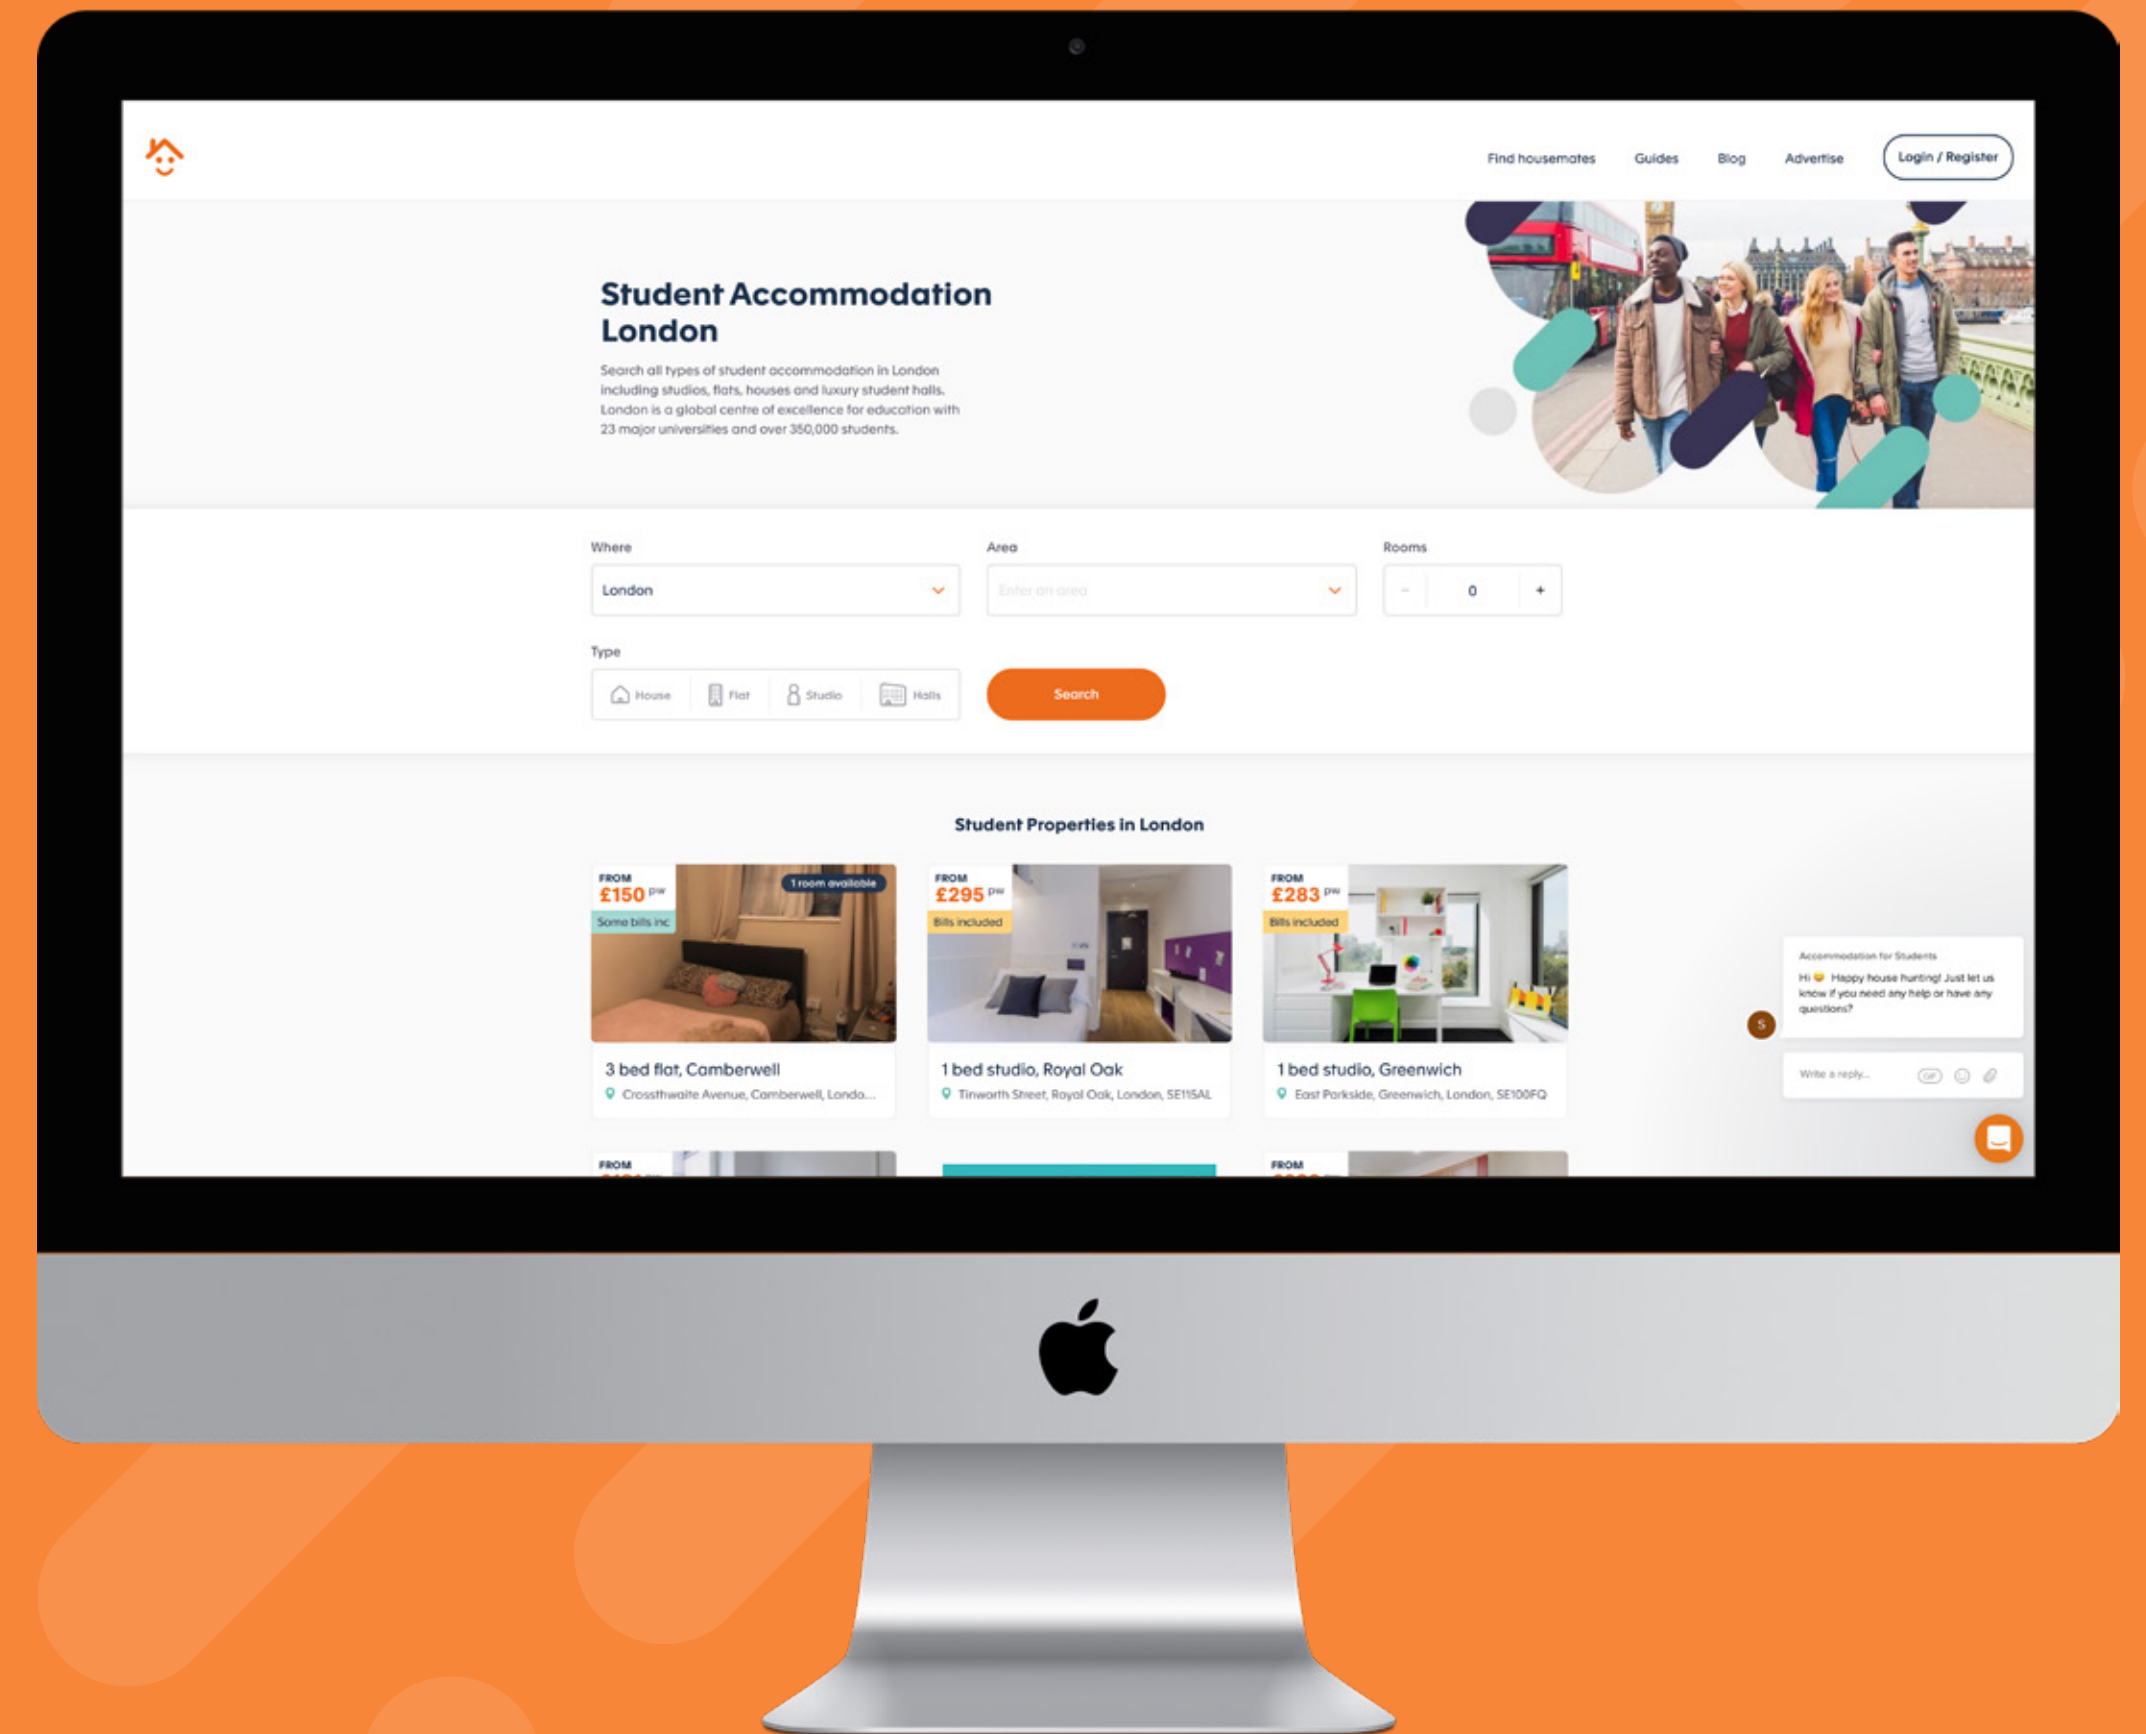 Find housemates Guides Blog Advertise Login / Register
Student Accommodation
London
Search all types of student accommodation in London
including studios, flats, houses and luxury student halls.
London is a global centre of excellence for education with
23 major universities and over 350,000 students.
Where Area Rooms
London Enter an area - 0 +
Type
House Flat Studio Halls Search
Student Properties in London
FROM
£150 pw
Some bills inc
1 room available
3 bed flat, Camberwell
Crossthwaite Avenue, Camberwell, Londo...
FROM
£295 pw
Bills included
1 bed studio, Royal Oak
Tinworth Street, Royal Oak, London, SE115AL
FROM
£283 pw
Bills included
1 bed studio, Greenwich
East Parkside, Greenwich, London, SE100FQ
Accommodation for Students
Hi 😀 Happy house hunting! Just let us
know if you need any help or have any
questions?
S
Write a reply... GIF
FROM
FROM